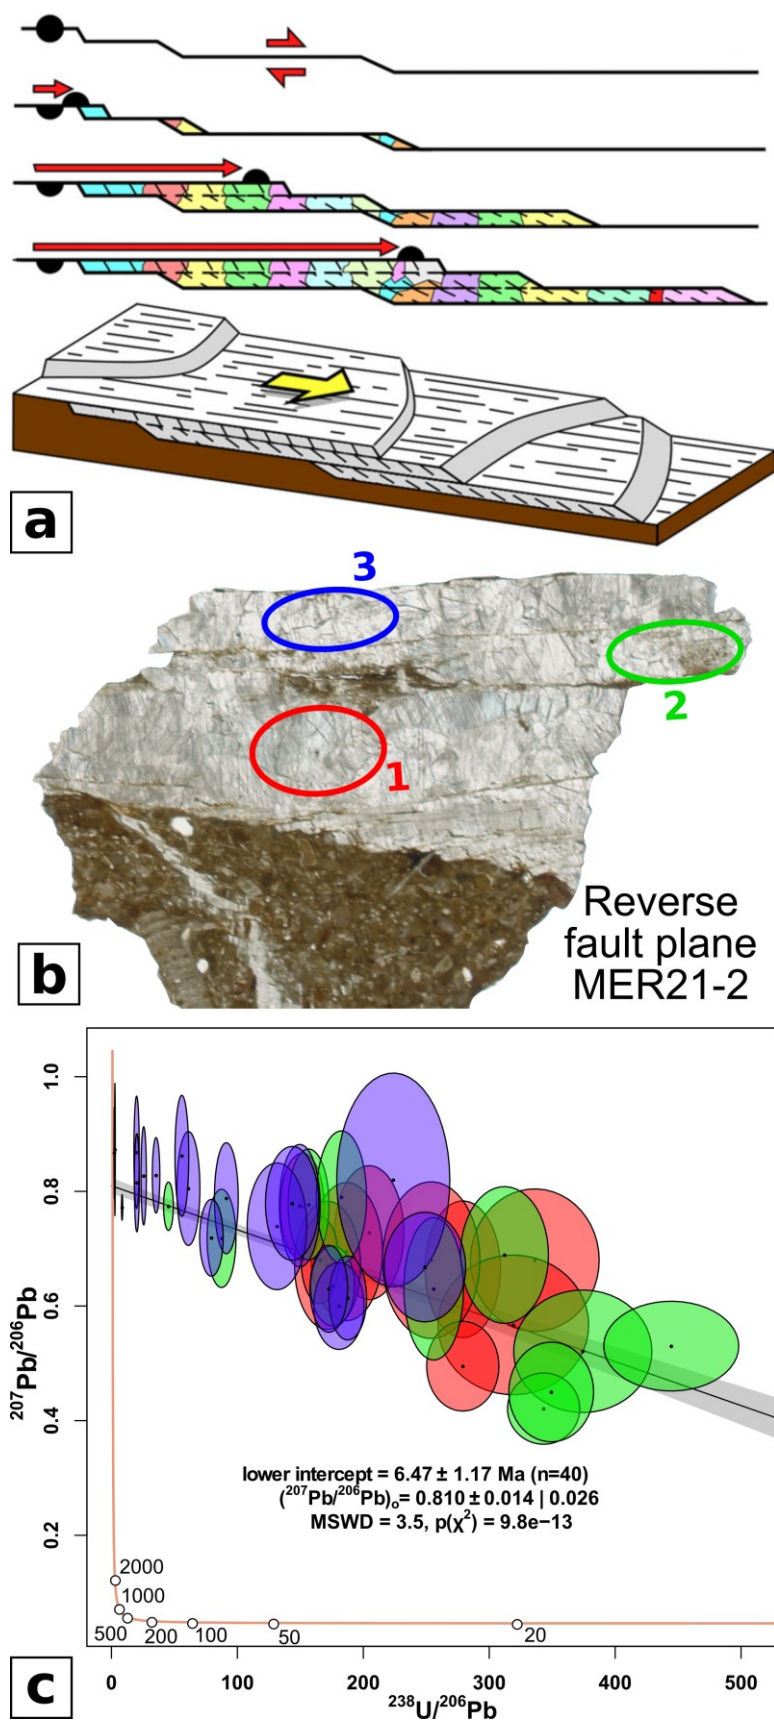 a
3
2
1
Reverse
fault plane
MER21-2
b
1.0
0.8
0.6
0.4
0.2
207Pb/206Pb
lower intercept = 6.47 ± 1.17 Ma (n=40)
(207Pb/206Pb)o= 0.810 ± 0.014 | 0.026
MSWD = 3.5, p(χ2) = 9.8e−13
2000
1000
500
200
100
50
20
0
100
200
300
400
500
238U/206Pb
c